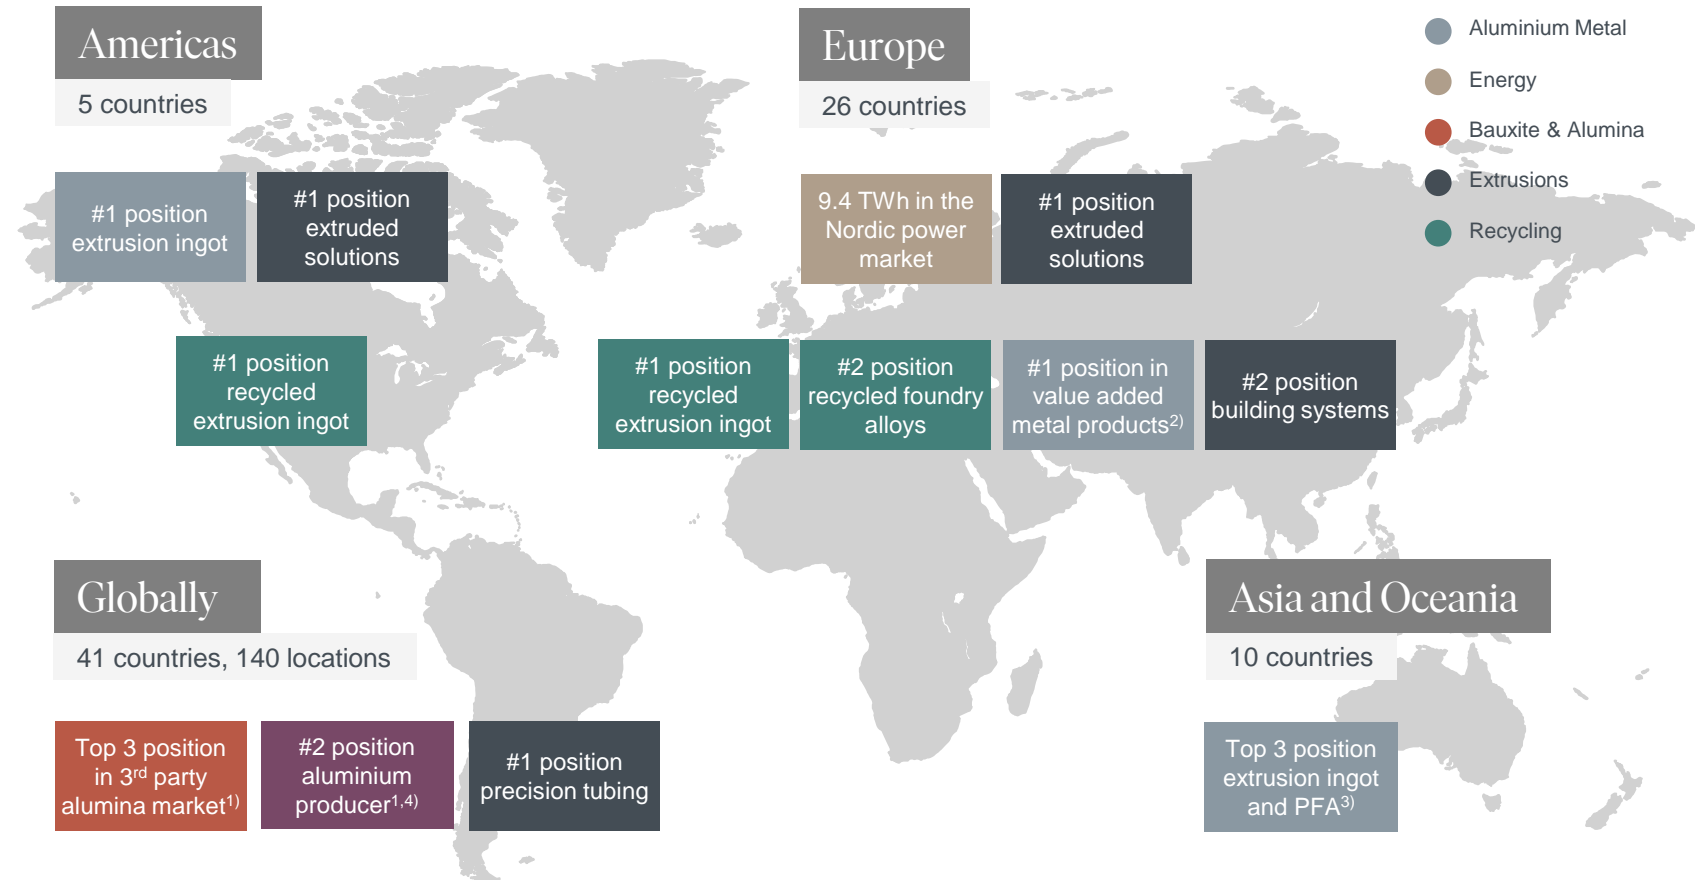 Americas
5 countries
#1 position
extrusion ingot
#1 position
extruded
solutions
#1 position
recycled
extrusion ingot
Europe
26 countries
9.4 TWh in the
Nordic power
market
#1 position
extruded
solutions
#1 position
recycled
extrusion ingot
#2 position
recycled foundry
alloys
#1 position in
value added
metal products2)
#2 position
building systems
Aluminium Metal
Energy
Bauxite & Alumina
Extrusions
Recycling
Globally
41 countries, 140 locations
Top 3 position
in 3rd party
alumina market1)
#2 position
aluminium
producer1,4)
#1 position
precision tubing
Asia and Oceania
10 countries
Top 3 position
extrusion ingot
and PFA3)